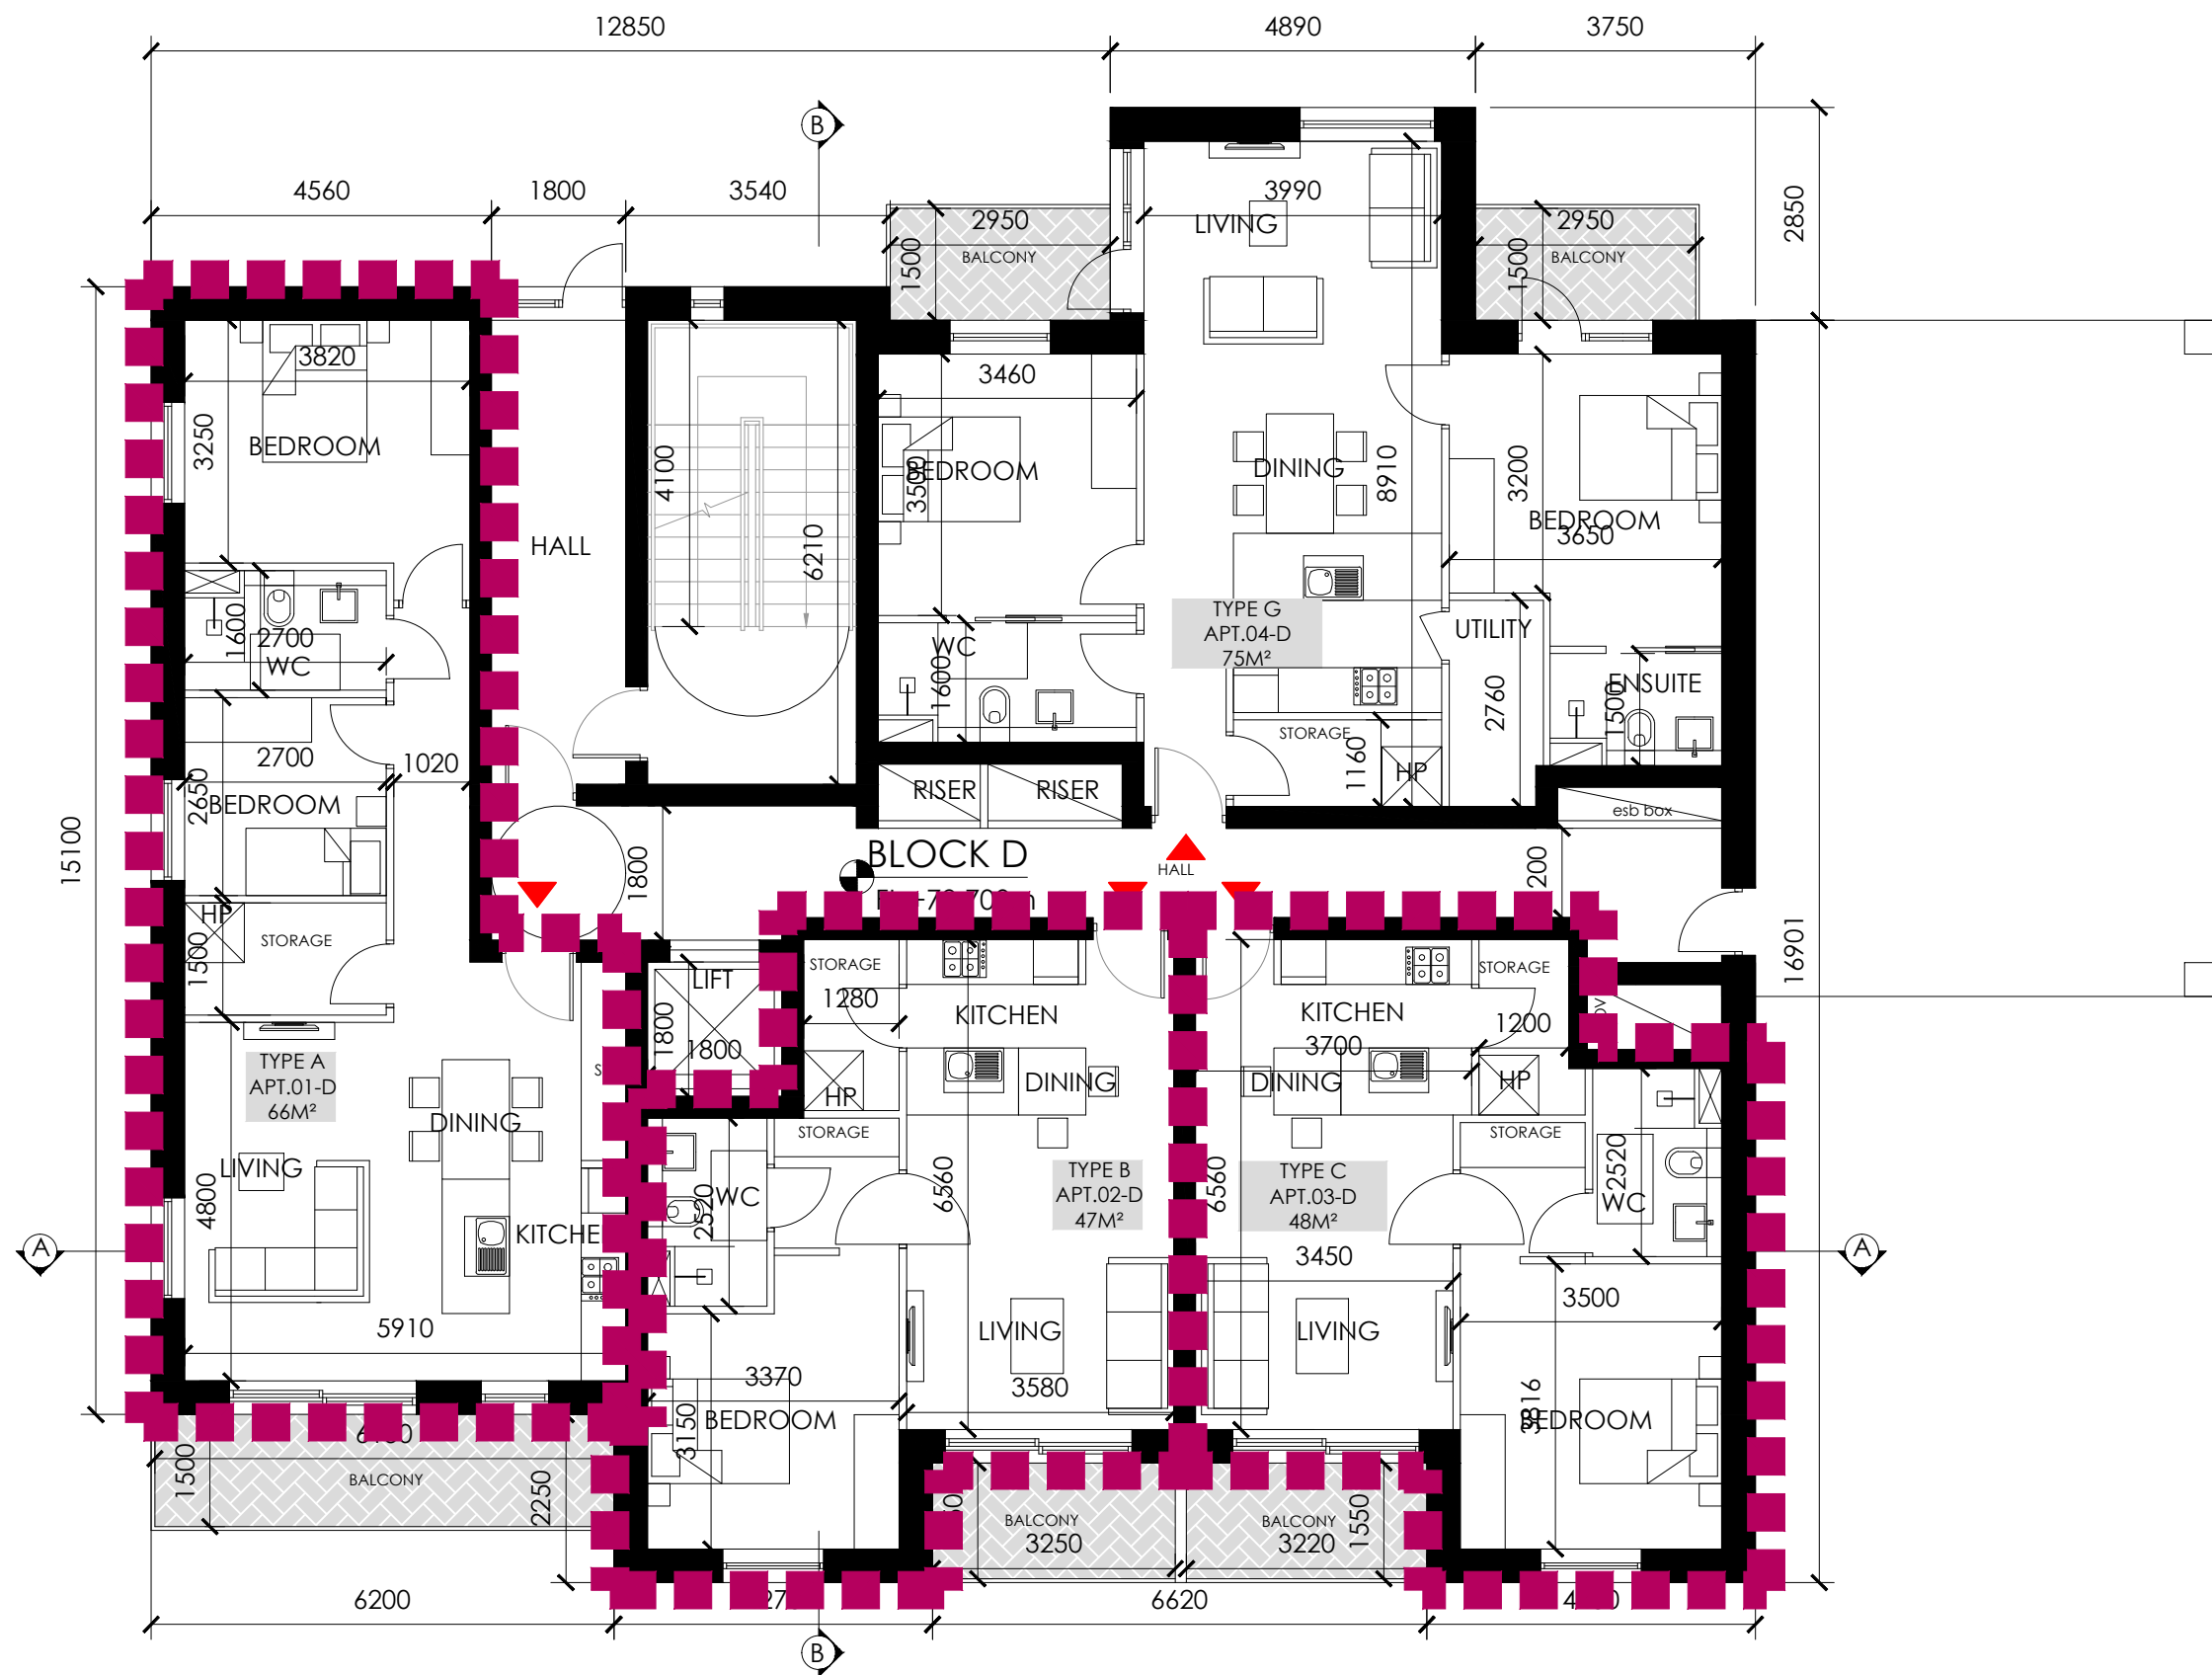 12850
4890
3750
B
4560
1800
3540
3990
2950
2950
LIVING
1500
BALCONY
1500
BALCONY
2850
3820
3460
BEDROOM
3250
4100
3500
BEDROOM
DINING
8910
3200
BEDROOM
3650
HALL
6210
1600
2700
WC
WC
1600
TYPE G
APT.04-D
75M²
UTILITY
ENSUITE
1500
2760
STORAGE
1160
HP
2700
1020
2650
BEDROOM
RISER
RISER
esb box
15100
1800
BLOCK D
HALL
HP
STORAGE
1500
16901
LIFT
1800
1800
STORAGE
1280
KITCHEN
KITCHEN
3700
STORAGE
1200
TYPE A
APT.01-D
66M²
HP
DINING
DINING
HP
DINING
LIVING
4800
KITCHE
STORAGE
STORAGE
WC
2520
6560
TYPE B
APT.02-D
47M²
6560
TYPE C
APT.03-D
48M²
2520
WC
A
A
3450
3500
5910
LIVING
LIVING
3370
3580
BEDROOM
3150
3816
BEDROOM
1500
BALCONY
2250
BALCONY
3250
BALCONY
3220
1550
6200
6620
B